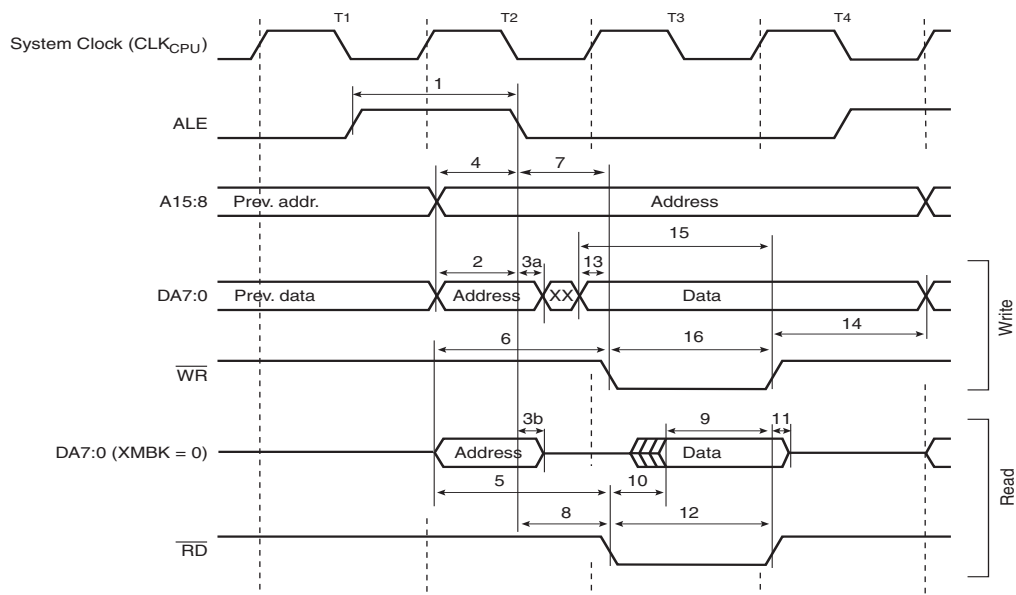 T1 T2 T3 T4
System Clock (CLKCPU)
1
ALE
4 7
A15:8 Prev. addr. Address
15
2 3a 13
DA7:0 Prev. data Address XX Data
14
6 16
WR
Write
3b 9 11
DA7:0 (XMBK = 0) Address Data
5 10
8 12
RD
Read